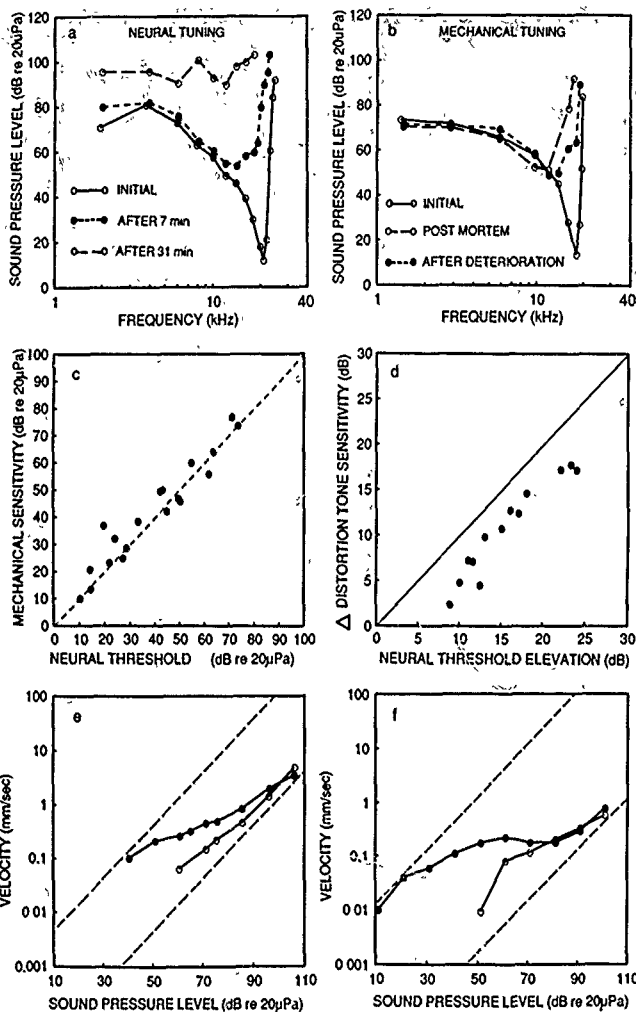 a NEURAL TUNING
SOUND PRESSURE LEVEL (dB re 20µPa)
120
100
80
60
40
20
0
INITIAL
AFTER 7 min
AFTER 31 min
1
10
40
FREQUENCY (kHz)
b MECHANICAL TUNING
SOUND PRESSURE LEVEL (dB re 20µPa)
120
100
80
60
40
20
0
INITIAL
POST MORTEM
AFTER DETERIORATION
1
10
40
FREQUENCY (kHz)
c
MECHANICAL SENSITIVITY (dB re 20µPa)
100
90
80
70
60
50
40
30
20
10
0 10 20 30 40 50 60 70 80 90 100
NEURAL THRESHOLD (dB re 20µPa)
d
Δ DISTORTION TONE SENSITIVITY (dB)
30
25
20
15
10
5
0
0 5 10 15 20 25 30
NEURAL THRESHOLD ELEVATION (dB)
e
VELOCITY (mm/sec)
100
10
1
0.1
0 01
0.001
10 30 50 70 90 110
SOUND PRESSURE LEVEL (dB re 20µPa)
f
VELOCITY (mm/sec)
100
10
1
0.1
0 01
0 001
10 30 50 70 90 110
SOUND PRESSURE LEVEL (dB re 20µPa)